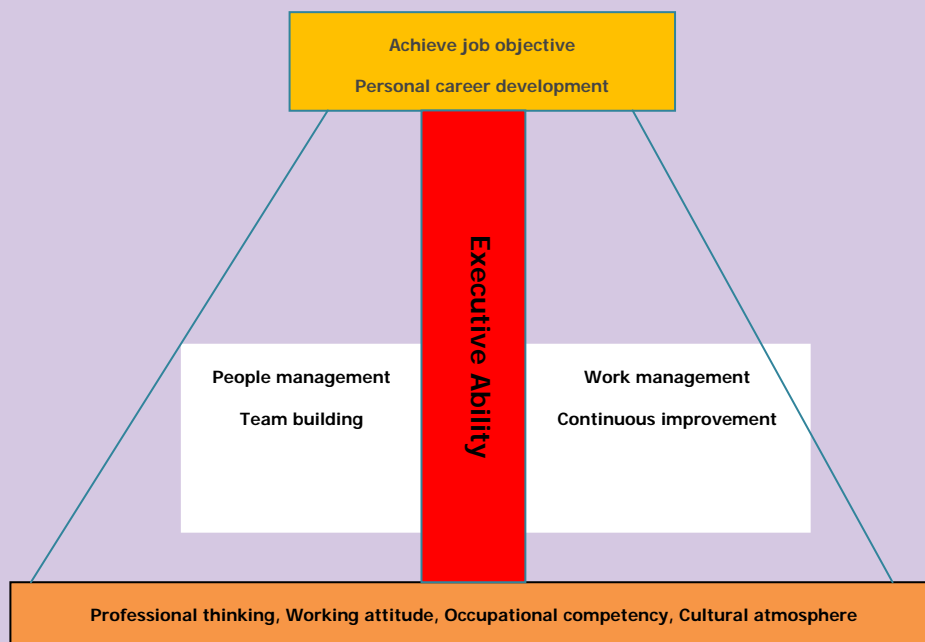 Achieve job objective
Personal career development
Executive Ability
People management
Team building
Work management
Continuous improvement
Professional thinking, Working attitude, Occupational competency, Cultural atmosphere